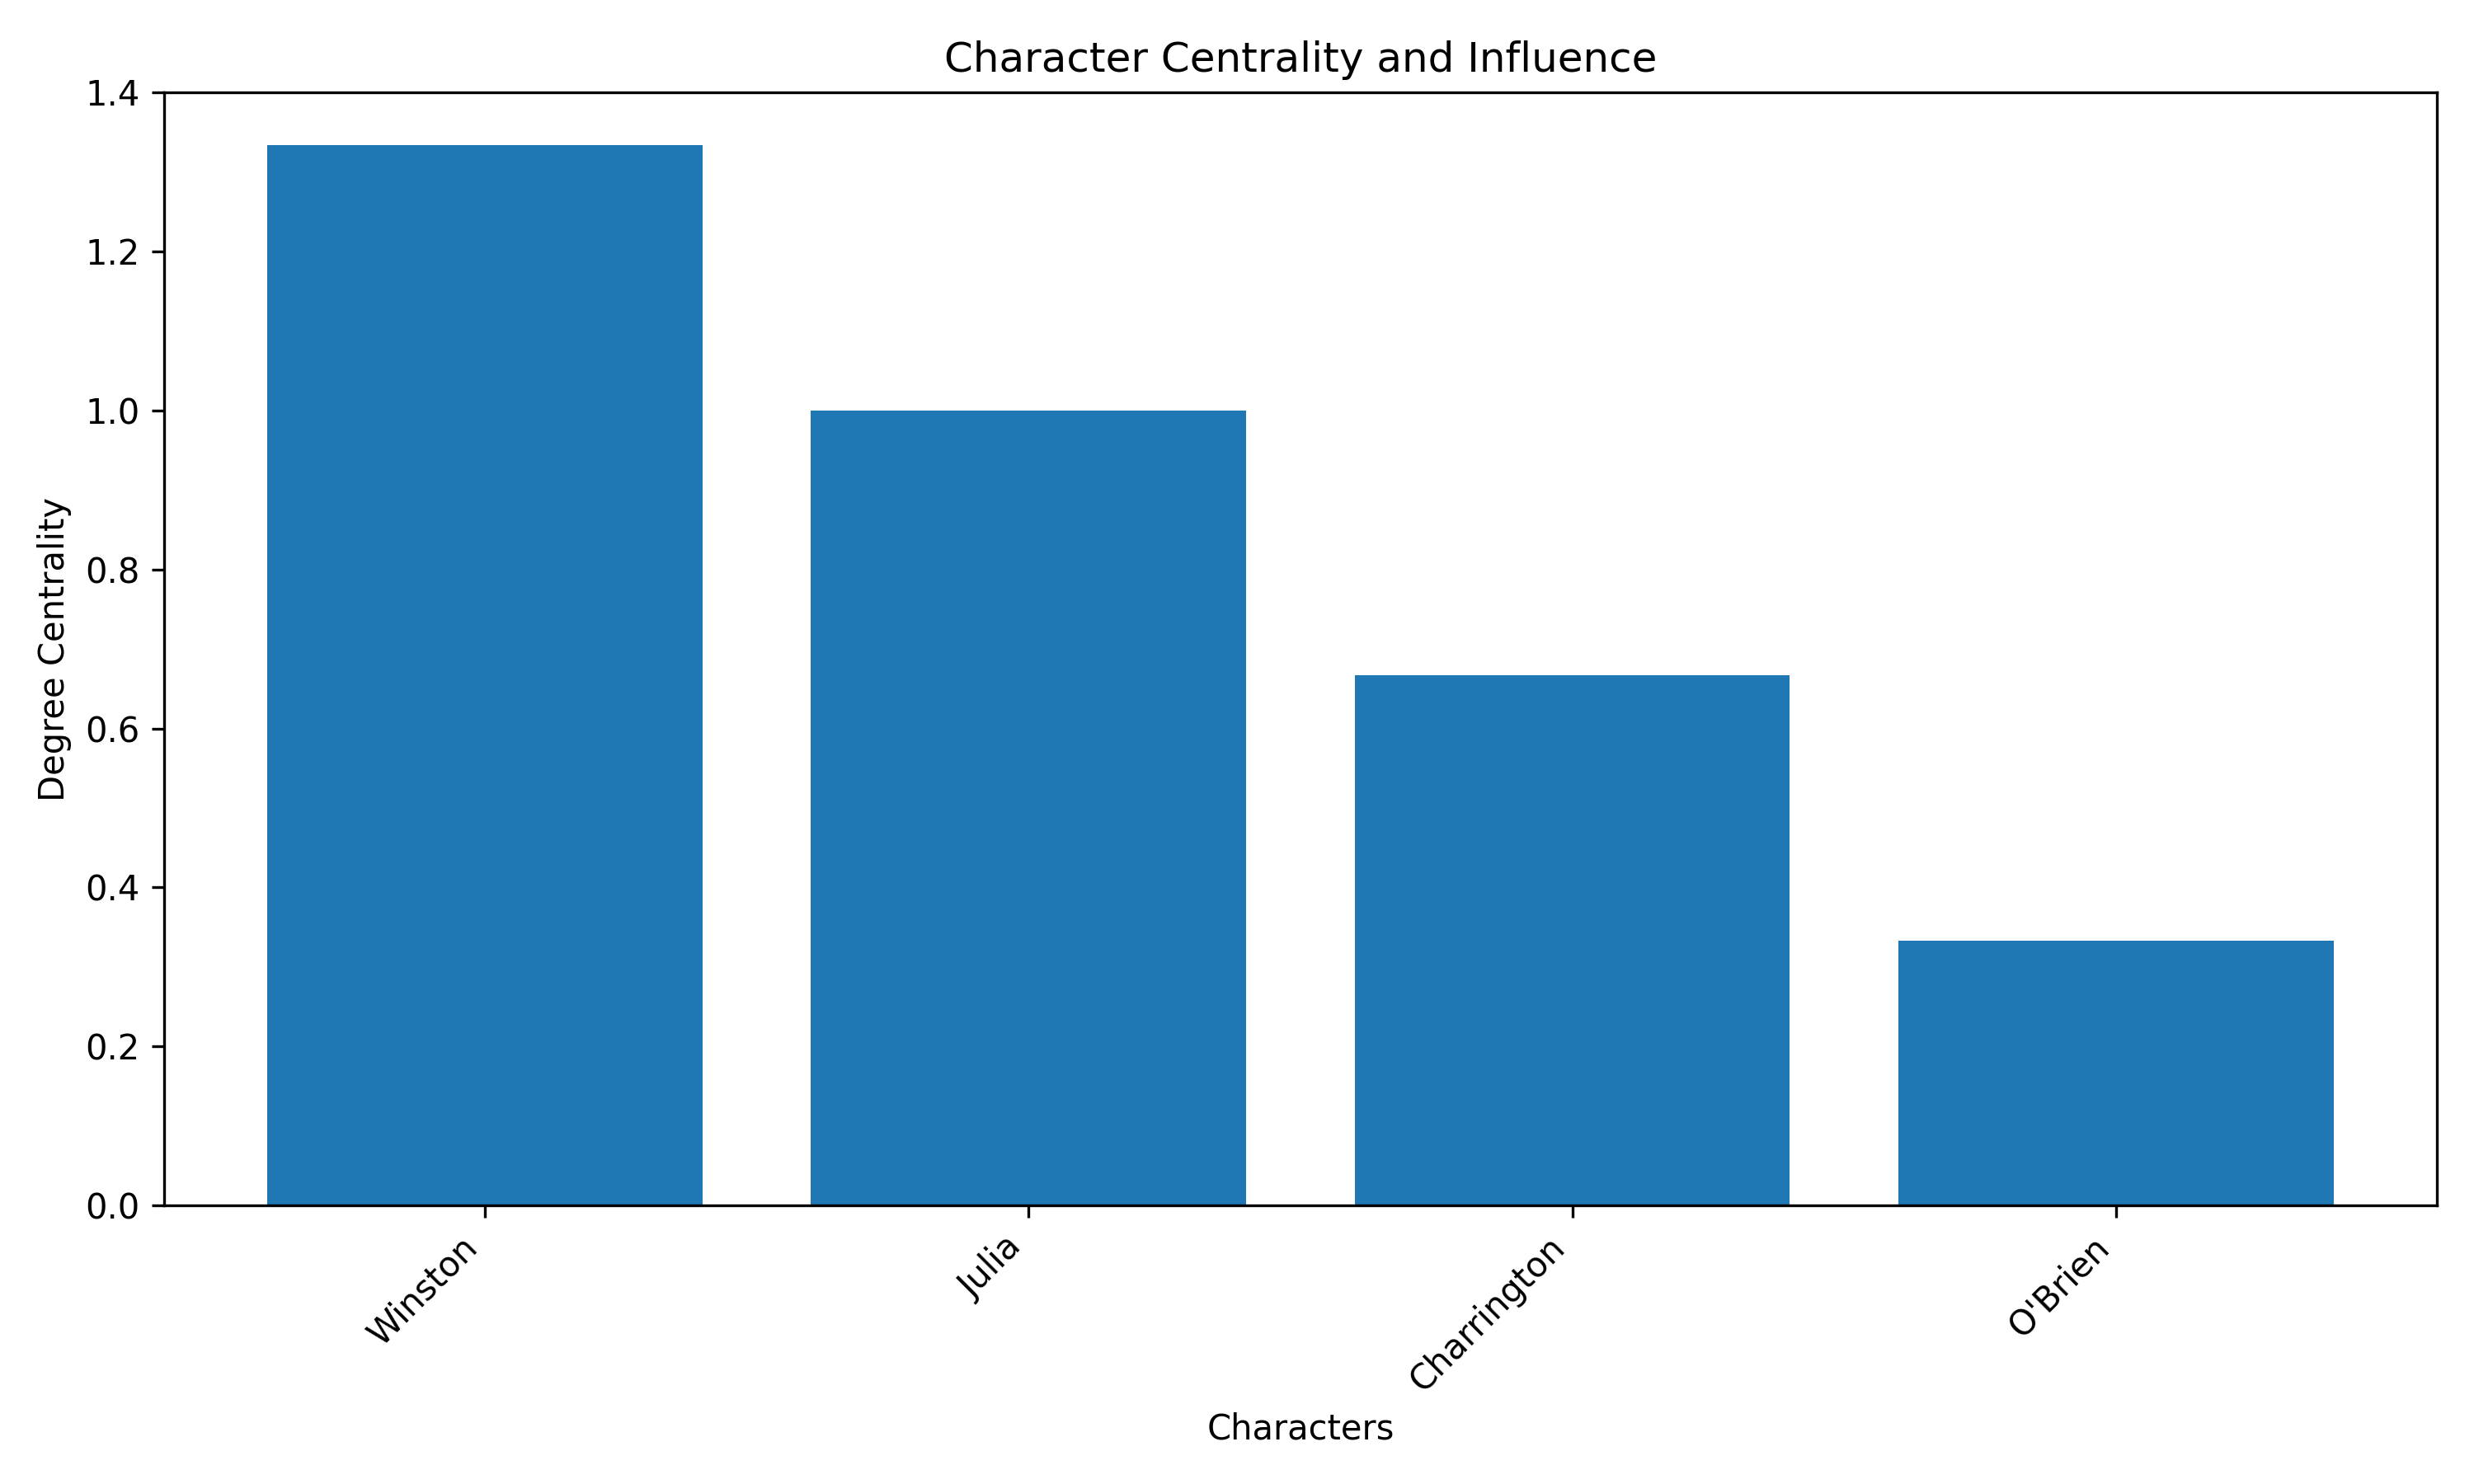 Character Centrality and Influence
1.4
1.2
1.0
0.8
0.6
0.4
0.2
0.0
Degree Centrality
Winston
Julia
Charrington
O'Brien
Characters